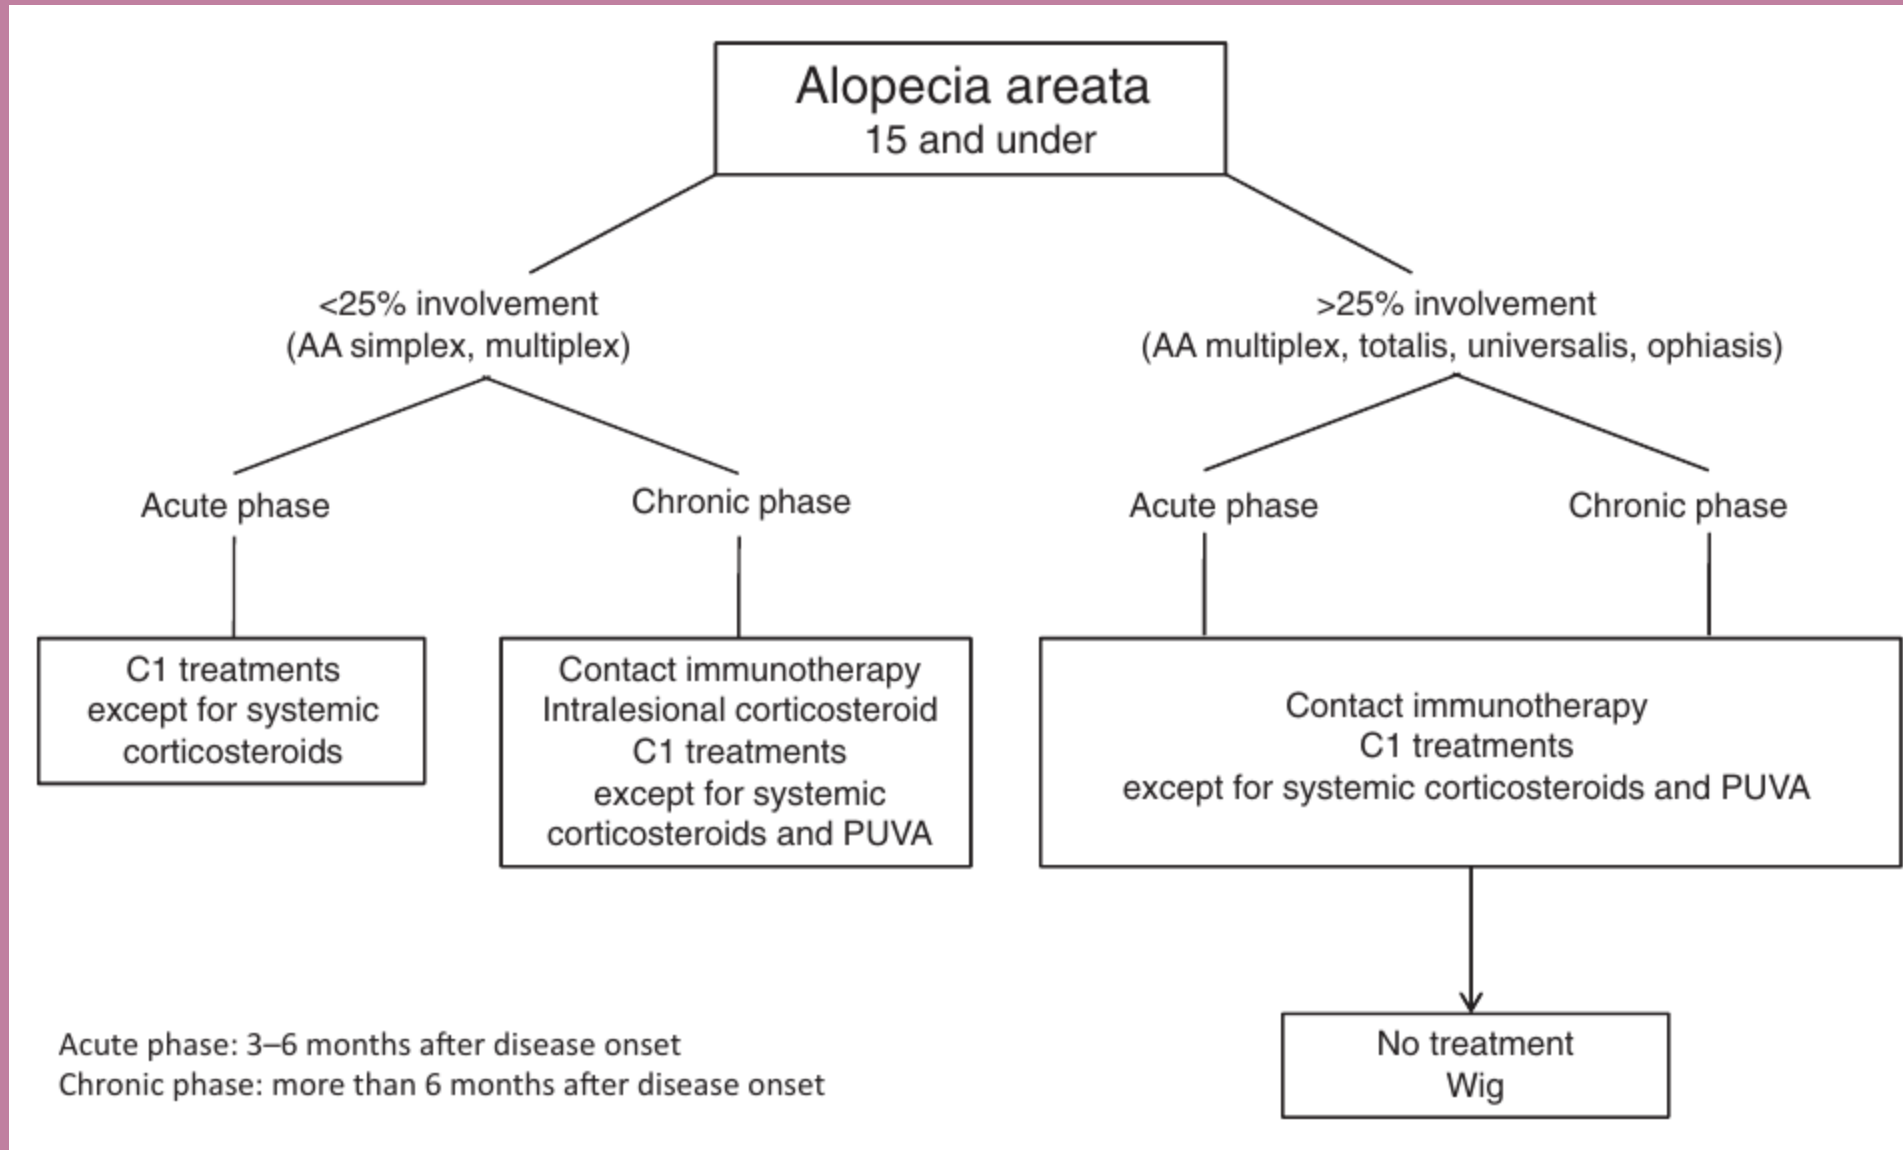 Alopecia areata
15 and under
<25% involvement
(AA simplex, multiplex)
>25% involvement
(AA multiplex, totalis, universalis, ophiasis)
Acute phase
Chronic phase
Acute phase
Chronic phase
C1 treatments
except for systemic
corticosteroids
Contact immunotherapy
Intralesional corticosteroid
C1 treatments
except for systemic
corticosteroids and PUVA
Contact immunotherapy
C1 treatments
except for systemic corticosteroids and PUVA
No treatment
Wig
Acute phase: 3–6 months after disease onset
Chronic phase: more than 6 months after disease onset